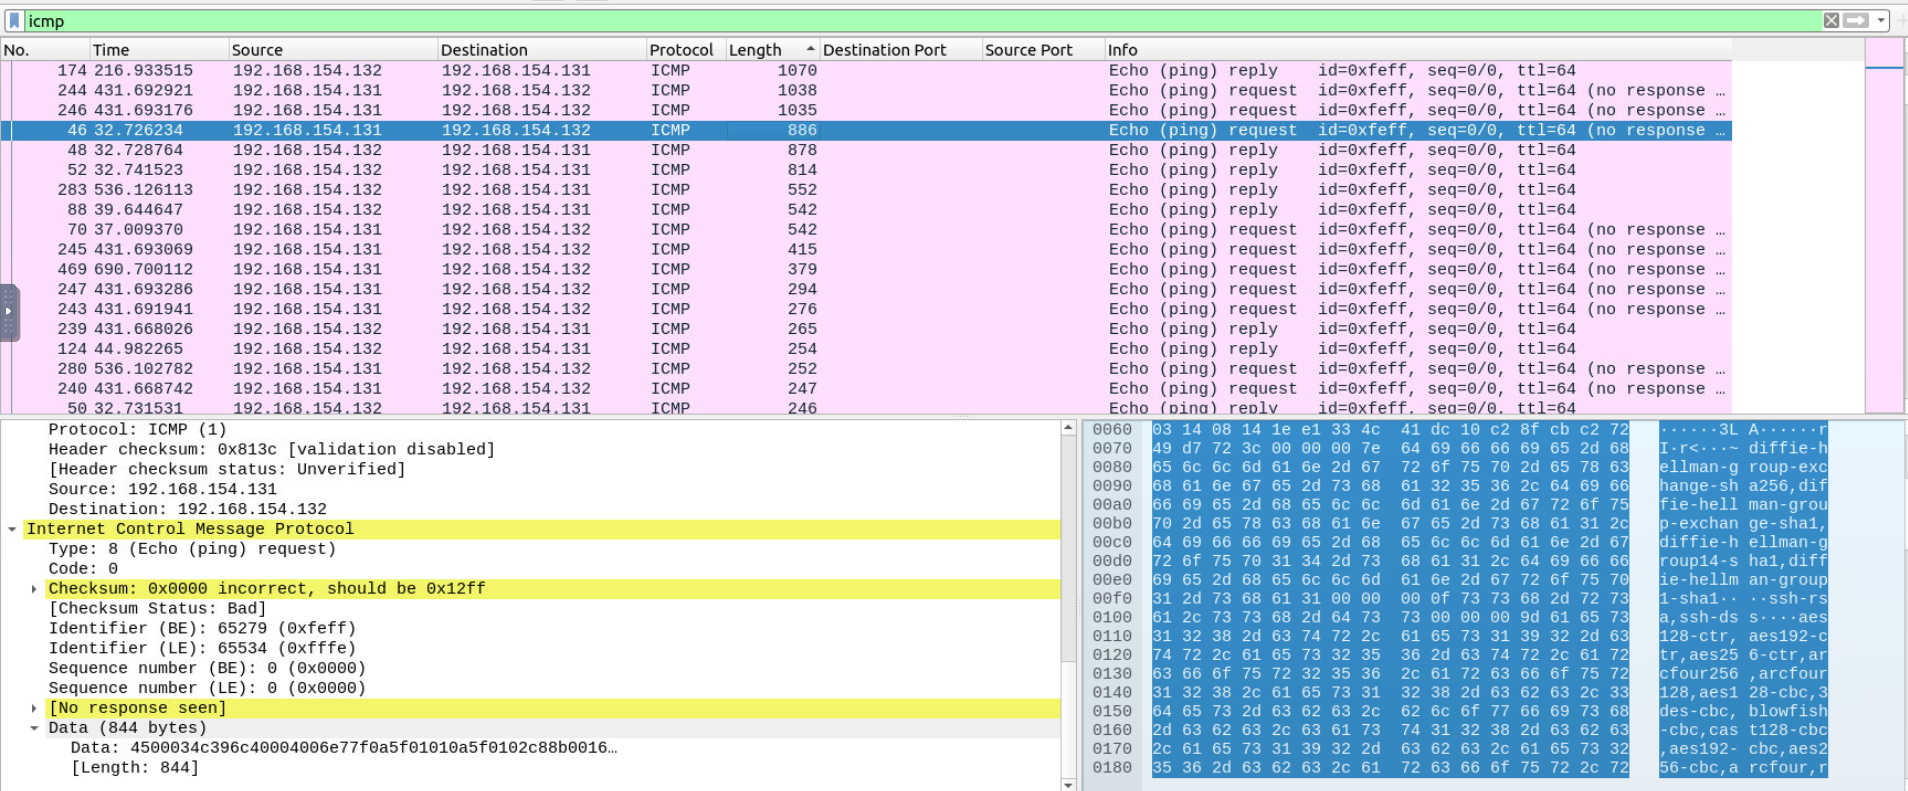 icmp
No. Time Source Destination Protocol Length Destination Port Source Port Info
174 216.933515 192.168.154.132 192.168.154.131 ICMP 1070 Echo (ping) reply id=0xfeff, seq=0/0, ttl=64
244 431.692921 192.168.154.131 192.168.154.132 ICMP 1038 Echo (ping) request id=0xfeff, seq=0/0, ttl=64 (no response …
246 431.693176 192.168.154.131 192.168.154.132 ICMP 1035 Echo (ping) request id=0xfeff, seq=0/0, ttl=64 (no response …
46 32.726234 192.168.154.131 192.168.154.132 ICMP 886 Echo (ping) request id=0xfeff, seq=0/0, ttl=64 (no response …
48 32.728764 192.168.154.132 192.168.154.131 ICMP 878 Echo (ping) reply id=0xfeff, seq=0/0, ttl=64
52 32.741523 192.168.154.132 192.168.154.131 ICMP 814 Echo (ping) reply id=0xfeff, seq=0/0, ttl=64
283 536.126113 192.168.154.132 192.168.154.131 ICMP 552 Echo (ping) reply id=0xfeff, seq=0/0, ttl=64
88 39.644647 192.168.154.132 192.168.154.131 ICMP 542 Echo (ping) reply id=0xfeff, seq=0/0, ttl=64
70 37.009370 192.168.154.131 192.168.154.132 ICMP 542 Echo (ping) request id=0xfeff, seq=0/0, ttl=64 (no response …
245 431.693069 192.168.154.131 192.168.154.132 ICMP 415 Echo (ping) request id=0xfeff, seq=0/0, ttl=64 (no response …
469 690.700112 192.168.154.131 192.168.154.132 ICMP 379 Echo (ping) request id=0xfeff, seq=0/0, ttl=64 (no response …
247 431.693286 192.168.154.131 192.168.154.132 ICMP 294 Echo (ping) request id=0xfeff, seq=0/0, ttl=64 (no response …
243 431.691941 192.168.154.131 192.168.154.132 ICMP 276 Echo (ping) request id=0xfeff, seq=0/0, ttl=64 (no response …
239 431.668026 192.168.154.132 192.168.154.131 ICMP 265 Echo (ping) reply id=0xfeff, seq=0/0, ttl=64
124 44.982265 192.168.154.132 192.168.154.131 ICMP 254 Echo (ping) reply id=0xfeff, seq=0/0, ttl=64
280 536.102782 192.168.154.131 192.168.154.132 ICMP 252 Echo (ping) request id=0xfeff, seq=0/0, ttl=64 (no response …
240 431.668742 192.168.154.131 192.168.154.132 ICMP 247 Echo (ping) request id=0xfeff, seq=0/0, ttl=64 (no response …
50 32.731531 192.168.154.132 192.168.154.131 ICMP 246 Echo (ping) reply id=0xfeff, seq=0/0, ttl=64
Protocol: ICMP (1)
Header checksum: 0x813c [validation disabled]
[Header checksum status: Unverified]
Source: 192.168.154.131
Destination: 192.168.154.132
Internet Control Message Protocol
Type: 8 (Echo (ping) request)
Code: 0
Checksum: 0x0000 incorrect, should be 0x12ff
[Checksum Status: Bad]
Identifier (BE): 65279 (0xfeff)
Identifier (LE): 65534 (0xfffe)
Sequence number (BE): 0 (0x0000)
Sequence number (LE): 0 (0x0000)
[No response seen]
Data (844 bytes)
Data: 4500034c396c40004006e77f0a5f01010a5f0102c88b0016…
[Length: 844]
0060 03 14 08 14 1e e1 33 4c 41 dc 10 c2 8f cb c2 72 ······3L A······r
0070 49 d7 72 3c 00 00 00 7e 64 69 66 66 69 65 2d 68 I·r<···~ diffie-h
0080 65 6c 6c 6d 61 6e 2d 67 72 6f 75 70 2d 65 78 63 ellman-g roup-exc
0090 68 61 6e 67 65 2d 73 68 61 32 35 36 2c 64 69 66 hange-sh a256,dif
00a0 66 69 65 2d 68 65 6c 6c 6d 61 6e 2d 67 72 6f 75 fie-hell man-grou
00b0 70 2d 65 78 63 68 61 6e 67 65 2d 73 68 61 31 2c p-exchan ge-sha1,
00c0 64 69 66 66 69 65 2d 68 65 6c 6c 6d 61 6e 2d 67 diffie-h ellman-g
00d0 72 6f 75 70 31 34 2d 73 68 61 31 2c 64 69 66 66 roup14-s ha1,diff
00e0 69 65 2d 68 65 6c 6c 6d 61 6e 2d 67 72 6f 75 70 ie-hellm an-group
00f0 31 2d 73 68 61 31 00 00 00 0f 73 73 68 2d 72 73 1-sha1·· ··ssh-rs
0100 61 2c 73 73 68 2d 64 73 73 00 00 00 9d 61 65 73 a,ssh-ds s····aes
0110 31 32 38 2d 63 74 72 2c 61 65 73 31 39 32 2d 63 128-ctr, aes192-c
0120 74 72 2c 61 65 73 32 35 36 2d 63 74 72 2c 61 72 tr,aes25 6-ctr,ar
0130 63 66 6f 75 72 32 35 36 2c 61 72 63 66 6f 75 72 cfour256 ,arcfour
0140 31 32 38 2c 61 65 73 31 32 38 2d 63 62 63 2c 33 128,aes1 28-cbc,3
0150 64 65 73 2d 63 62 63 2c 62 6c 6f 77 66 69 73 68 des-cbc, blowfish
0160 2d 63 62 63 2c 63 61 73 74 31 32 38 2d 63 62 63 -cbc,cas t128-cbc
0170 2c 61 65 73 31 39 32 2d 63 62 63 2c 61 65 73 32 ,aes192- cbc,aes2
0180 35 36 2d 63 62 63 2c 61 72 63 66 6f 75 72 2c 72 56-cbc,a rcfour,r